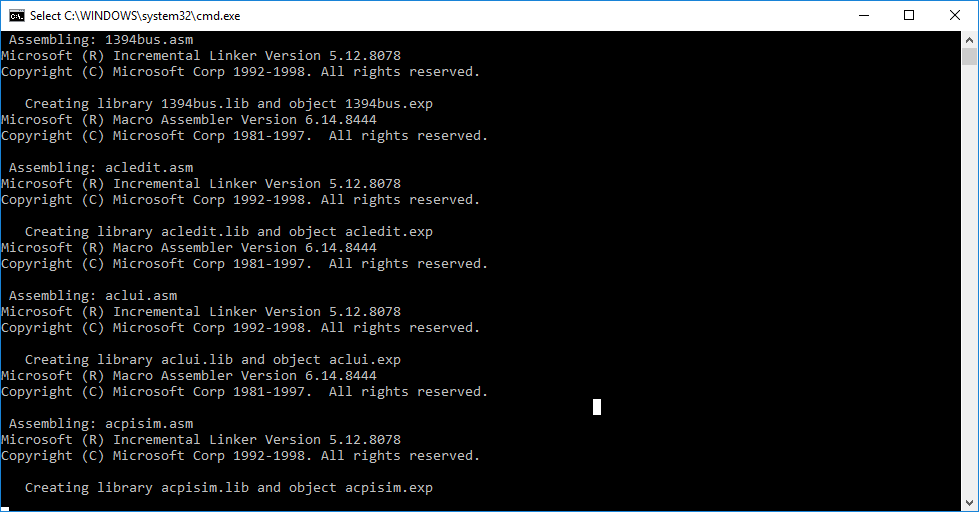 C:\. Select C:\WINDOWS\system32\cmd.exe
 Assembling: 1394bus.asm
Microsoft (R) Incremental Linker Version 5.12.8078
Copyright (C) Microsoft Corp 1992-1998. All rights reserved.

   Creating library 1394bus.lib and object 1394bus.exp
Microsoft (R) Macro Assembler Version 6.14.8444
Copyright (C) Microsoft Corp 1981-1997.  All rights reserved.

 Assembling: acledit.asm
Microsoft (R) Incremental Linker Version 5.12.8078
Copyright (C) Microsoft Corp 1992-1998. All rights reserved.

   Creating library acledit.lib and object acledit.exp
Microsoft (R) Macro Assembler Version 6.14.8444
Copyright (C) Microsoft Corp 1981-1997.  All rights reserved.

 Assembling: aclui.asm
Microsoft (R) Incremental Linker Version 5.12.8078
Copyright (C) Microsoft Corp 1992-1998. All rights reserved.

   Creating library aclui.lib and object aclui.exp
Microsoft (R) Macro Assembler Version 6.14.8444
Copyright (C) Microsoft Corp 1981-1997.  All rights reserved.

 Assembling: acpisim.asm
Microsoft (R) Incremental Linker Version 5.12.8078
Copyright (C) Microsoft Corp 1992-1998. All rights reserved.

   Creating library acpisim.lib and object acpisim.exp